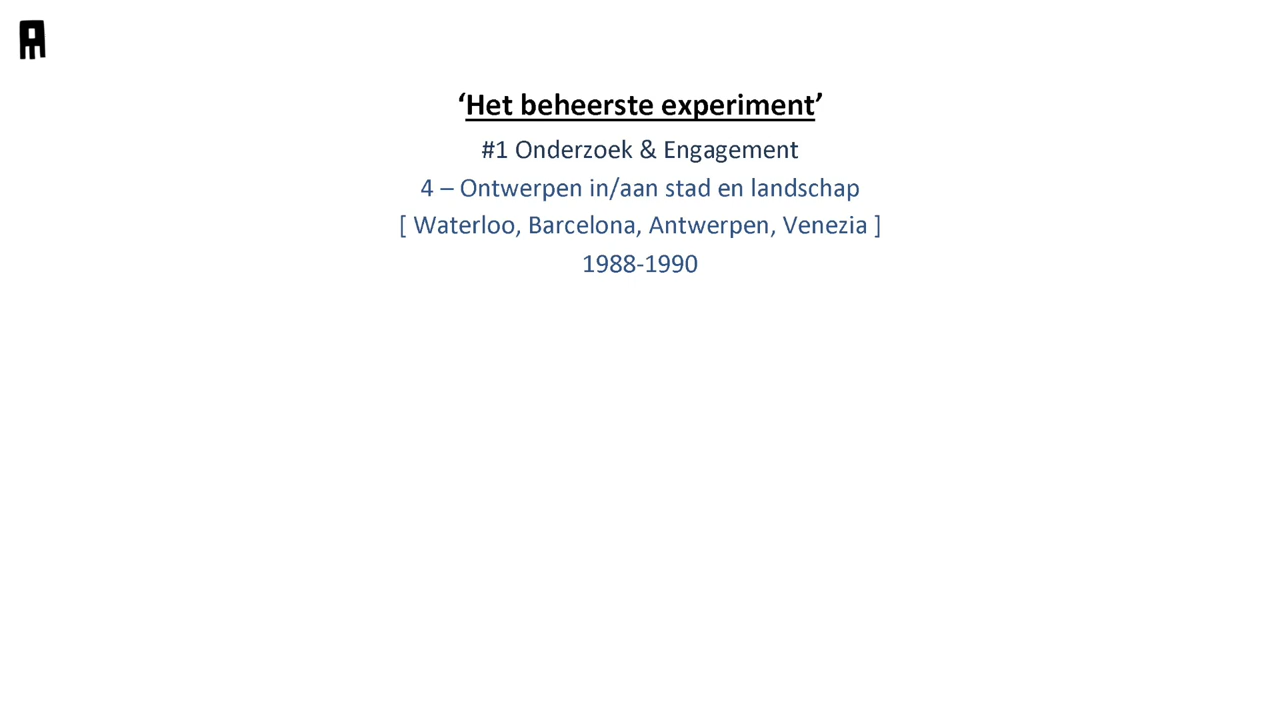 ‘Het beheerste experiment’
#1 Onderzoek & Engagement
4 – Ontwerpen in/aan stad en landschap
[ Waterloo, Barcelona, Antwerpen, Venezia ]
1988-1990